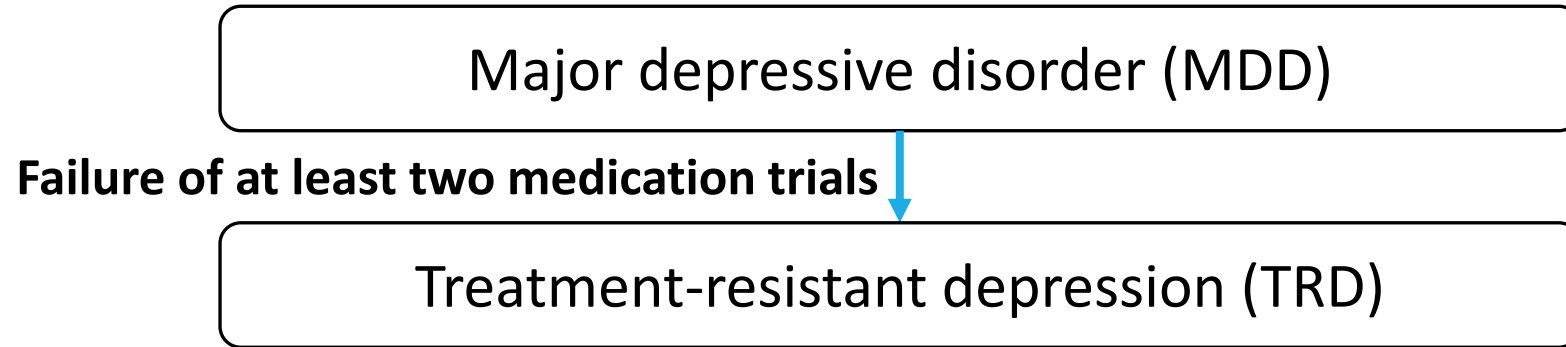 Major depressive disorder (MDD)
Failure of at least two medication trials
Treatment-resistant depression (TRD)